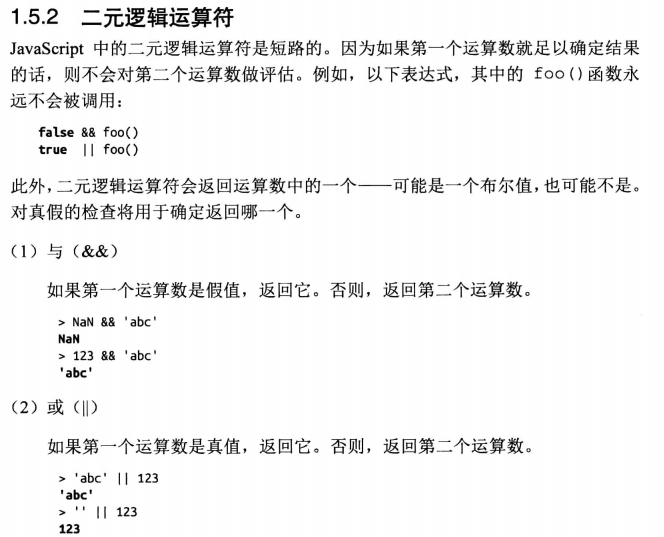 1.5.2 二元逻辑运算符
JavaScript 中的二元逻辑运算符是短路的。因为如果第一个运算数就足以确定结果
的话，则不会对第二个运算数做评估。例如，以下表达式，其中的 foo()函数永
远不会被调用：
false && foo()
true || foo()
此外，二元逻辑运算符会返回运算数中的一个——可能是一个布尔值，也可能不是。
对真假的检查将用于确定返回哪一个。
（1）与（&&）
如果第一个运算数是假值，返回它。否则，返回第二个运算数。
> NaN && 'abc'
NaN
> 123 && 'abc'
'abc'
（2）或（||）
如果第一个运算数是真值，返回它。否则，返回第二个运算数。
> 'abc' || 123
'abc'
> '' || 123
123